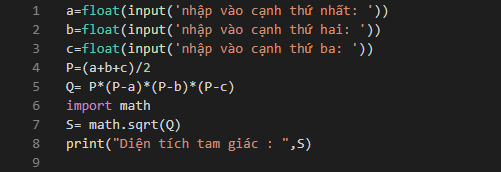 1 a=float(input('nhập vào cạnh thứ nhất: '))
2 b=float(input('nhập vào cạnh thứ hai: '))
3 c=float(input('nhập vào cạnh thứ ba: '))
4 P=(a+b+c)/2
5 Q= P*(P-a)*(P-b)*(P-c)
6 import math
7 S= math.sqrt(Q)
8 print("Diện tích tam giác : ",S)
9